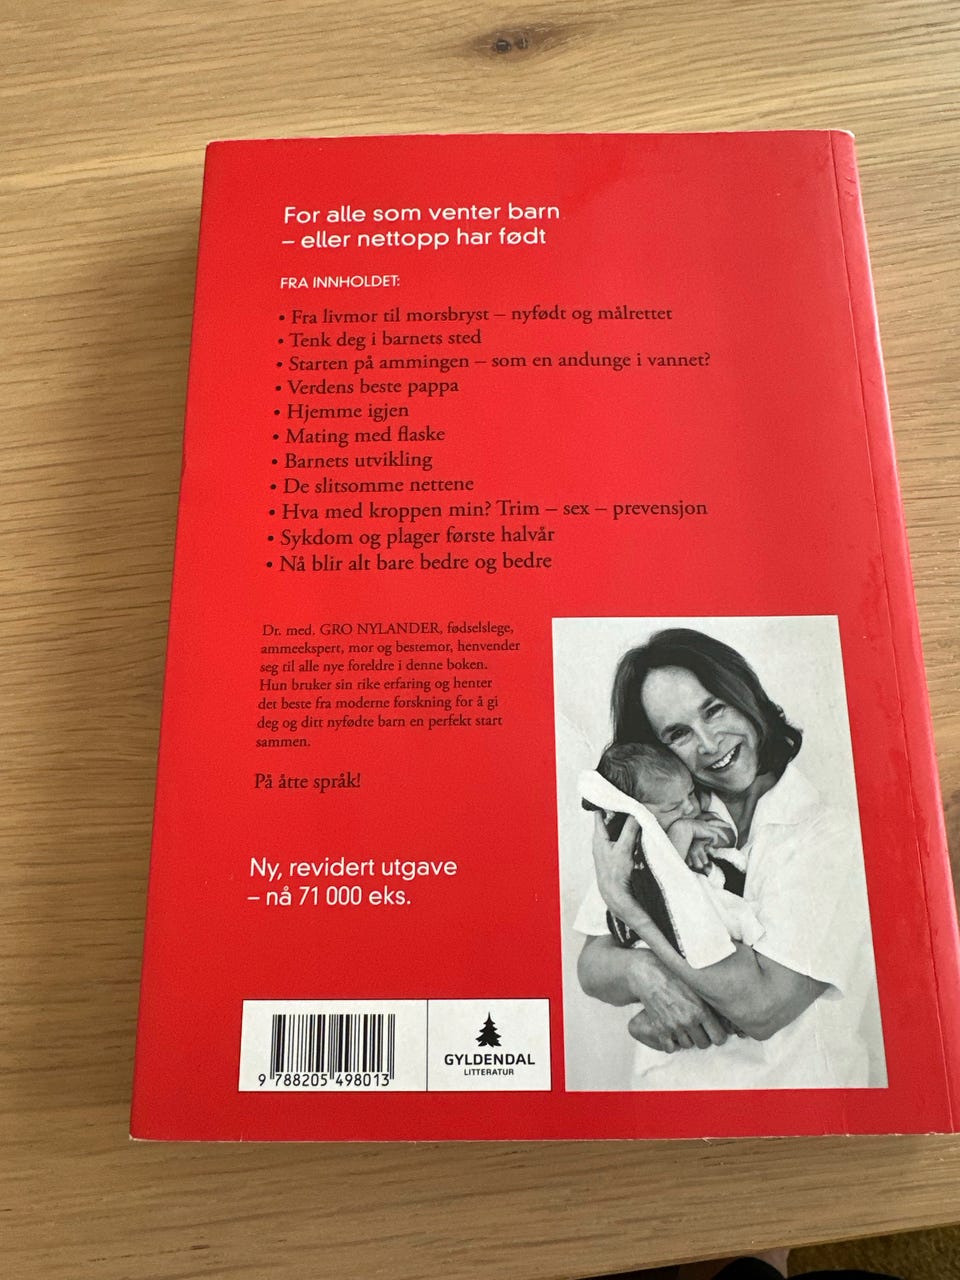 For alle som venter barn
– eller nettopp har født
FRA INNHOLDET:
• Fra livmor til morsbryst – nyfødt og målrettet
• Tenk deg i barnets sted
• Starten på ammingen – som en andunge i vannet?
• Verdens beste pappa
• Hjemme igjen
• Mating med flaske
• Barnets utvikling
• De slitsomme nettene
• Hva med kroppen min? Trim – sex – prevensjon
• Sykdom og plager første halvår
• Nå blir alt bare bedre og bedre
Dr. med. GRO NYLANDER, fødselslege,
ammeekspert, mor og bestemor, henvender
seg til alle nye foreldre i denne boken.
Hun bruker sin rike erfaring og henter
det beste fra moderne forskning for å gi
deg og ditt nyfødte barn en perfekt start
sammen.
På åtte språk!
Ny, revidert utgave
– nå 71 000 eks.
9 788205 498013
GYLDENDAL
LITTERATUR